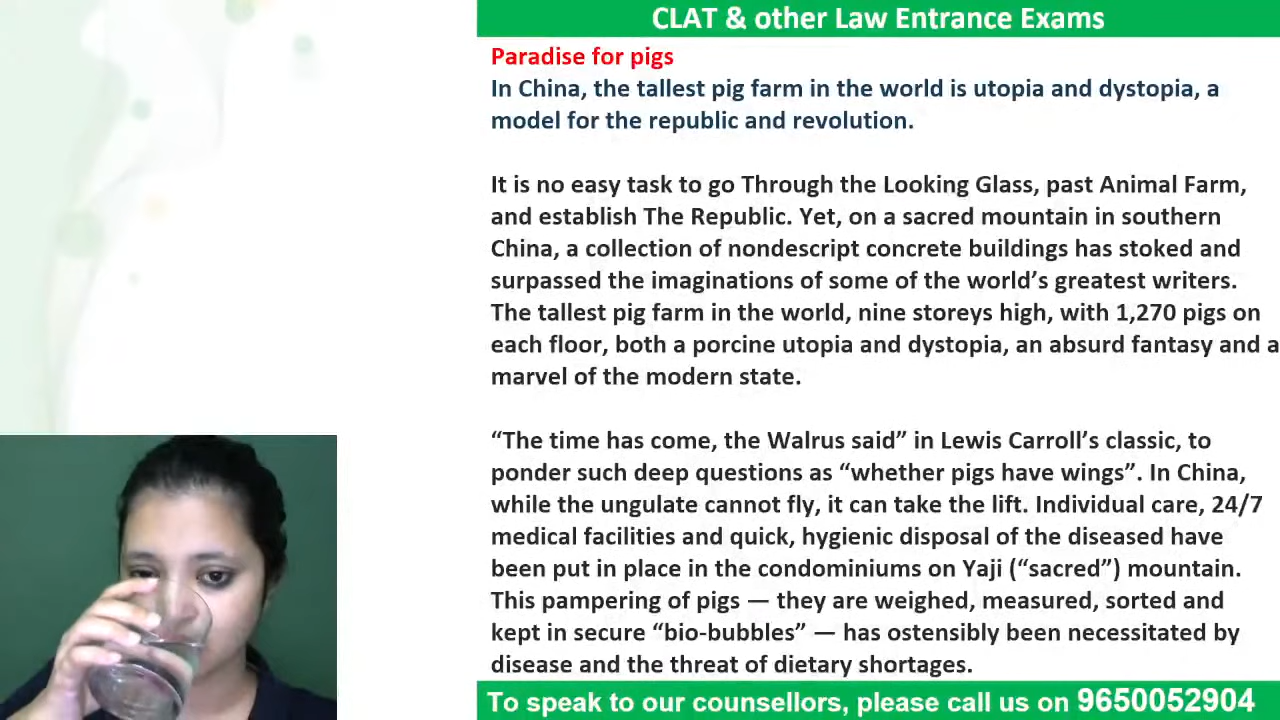 CLAT & other Law Entrance Exams
Paradise for pigs
In China, the tallest pig farm in the world is utopia and dystopia, a
model for the republic and revolution.
It is no easy task to go Through the Looking Glass, past Animal Farm,
and establish The Republic. Yet, on a sacred mountain in southern
China, a collection of nondescript concrete buildings has stoked and
surpassed the imaginations of some of the world’s greatest writers.
The tallest pig farm in the world, nine storeys high, with 1,270 pigs on
each floor, both a porcine utopia and dystopia, an absurd fantasy and a
marvel of the modern state.
“The time has come, the Walrus said” in Lewis Carroll’s classic, to
ponder such deep questions as “whether pigs have wings”. In China,
while the ungulate cannot fly, it can take the lift. Individual care, 24/7
medical facilities and quick, hygienic disposal of the diseased have
been put in place in the condominiums on Yaji (“sacred”) mountain.
This pampering of pigs — they are weighed, measured, sorted and
kept in secure “bio-bubbles” — has ostensibly been necessitated by
disease and the threat of dietary shortages.
To speak to our counsellors, please call us on 9650052904